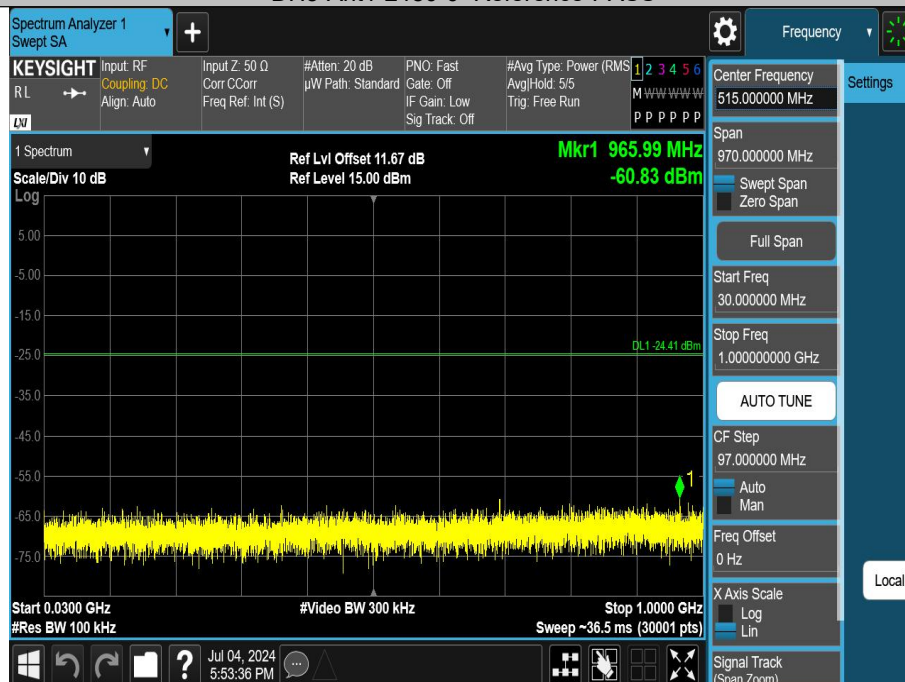 Spectrum Analyzer 1
Swept SA
Frequency
KEYSIGHT
RL
LXI
Input: RF
Coupling: DC
Align: Auto
Input Z: 50 Ω
Corr CCorr
Freq Ref: Int (S)
#Atten: 20 dB
µW Path: Standard
PNO: Fast
Gate: Off
IF Gain: Low
Sig Track: Off
#Avg Type: Power (RMS
Avg|Hold: 5/5
Trig: Free Run
1 2 3 4 5 6
M W W W W W
P P P P P P
Center Frequency
515.000000 MHz
Settings
Span
970.000000 MHz
Swept Span
Zero Span
Full Span
Start Freq
30.000000 MHz
Stop Freq
1.000000000 GHz
AUTO TUNE
CF Step
97.000000 MHz
Auto
Man
Freq Offset
0 Hz
X Axis Scale
Log
Lin
Signal Track
(Span Zoom)
Local
1 Spectrum
Scale/Div 10 dB
Log
Ref Lvl Offset 11.67 dB
Ref Level 15.00 dBm
Mkr1 965.99 MHz
-60.83 dBm
5.00
-5.00
-15.0
-25.0
-35.0
-45.0
-55.0
-65.0
-75.0
DL1 -24.41 dBm
1
Start 0.0300 GHz
#Res BW 100 kHz
#Video BW 300 kHz
Stop 1.0000 GHz
Sweep ~36.5 ms (30001 pts)
?
Jul 04, 2024
5:53:36 PM